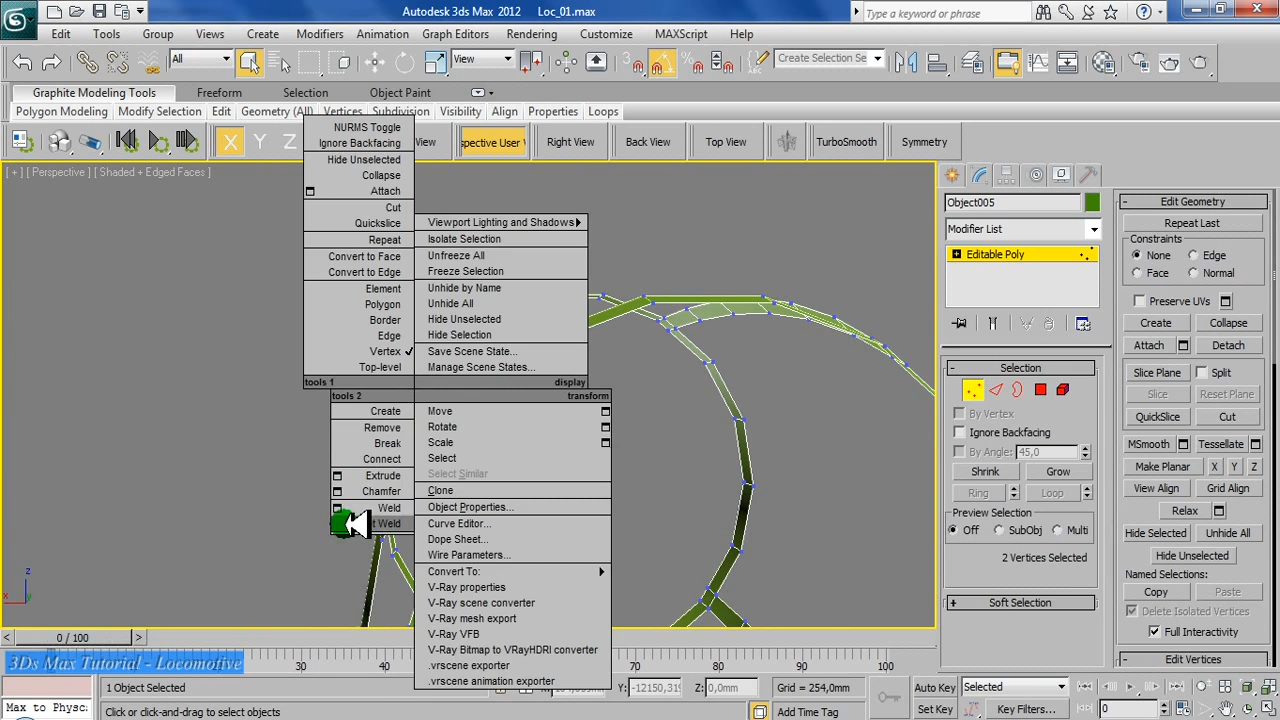 Autodesk 3ds Max 2012 Loc_01.max
Type a keyword or phrase
Edit Tools Group Views Create Modifiers Animation Graph Editors Rendering Customize MAXScript Help
All View Create Selection Se
Graphite Modeling Tools Freeform Selection Object Paint
Polygon Modeling Modify Selection Edit Geometry (All) Vertices Subdivision Visibility Align Properties Loops
X Y Z View spective User Right View Back View Top View TurboSmooth Symmetry
[ + ] [ Perspective ] [ Shaded + Edged Faces ]
NURMS Toggle
Ignore Backfacing
Hide Unselected
Collapse
Attach
Cut
Quickslice
Repeat
Convert to Face
Convert to Edge
Element
Polygon
Border
Edge
Vertex
Top-level
tools 1
Viewport Lighting and Shadows
Isolate Selection
Unfreeze All
Freeze Selection
Unhide by Name
Unhide All
Hide Unselected
Hide Selection
Save Scene State...
Manage Scene States...
display
tools 2
Create
Remove
Break
Connect
Extrude
Chamfer
Weld
t Weld
transform
Move
Rotate
Scale
Select
Select Similar
Clone
Object Properties...
Curve Editor...
Dope Sheet...
Wire Parameters...
Convert To:
V-Ray properties
V-Ray scene converter
V-Ray mesh export
V-Ray VFB
V-Ray Bitmap to VRayHDRI converter
.vrscene exporter
.vrscene animation exporter
Object005
Modifier List
Editable Poly
Selection
By Vertex
Ignore Backfacing
By Angle: 45,0
Shrink Grow
Ring Loop
Preview Selection
Off SubObj Multi
2 Vertices Selected
Soft Selection
Edit Geometry
Repeat Last
Constraints
None Edge
Face Normal
Preserve UVs
Create Collapse
Attach Detach
Slice Plane Split
Slice Reset Plane
QuickSlice Cut
MSmooth Tessellate
Make Planar X Y Z
View Align Grid Align
Relax
Hide Selected Unhide All
Hide Unselected
Named Selections:
Copy Paste
Delete Isolated Vertices
Full Interactivity
Edit Vertices
z
x y
< 0 / 100 >
3Ds Max Tutorial - Locomotive
30 40 70 80 90 100
1 Object Selected Y: -12150,319 Z: 0,0mm Grid = 254,0mm Auto Key Selected
Max to Physc Click or click-and-drag to select objects Add Time Tag Set Key Key Filters... 0